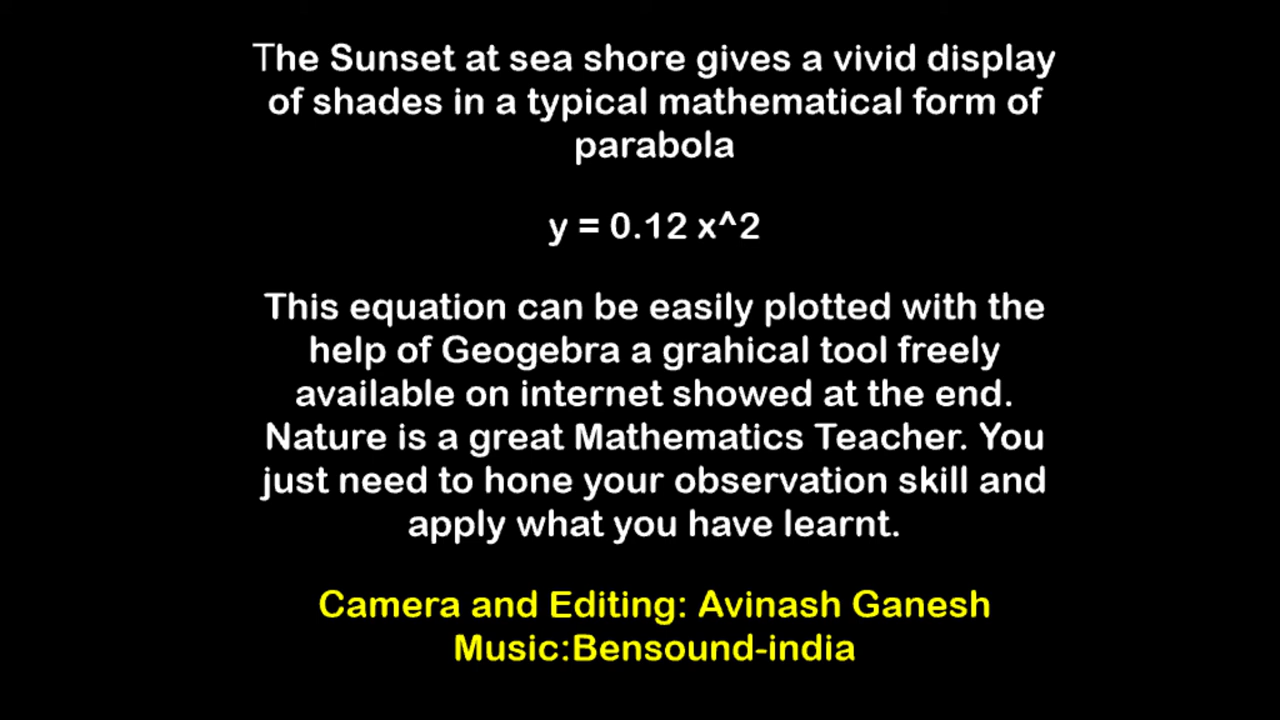 The Sunset at sea shore gives a vivid display
of shades in a typical mathematical form of
parabola
y = 0.12 x^2
This equation can be easily plotted with the
help of Geogebra a grahical tool freely
available on internet showed at the end.
Nature is a great Mathematics Teacher. You
just need to hone your observation skill and
apply what you have learnt.
Camera and Editing: Avinash Ganesh
Music:Bensound-india